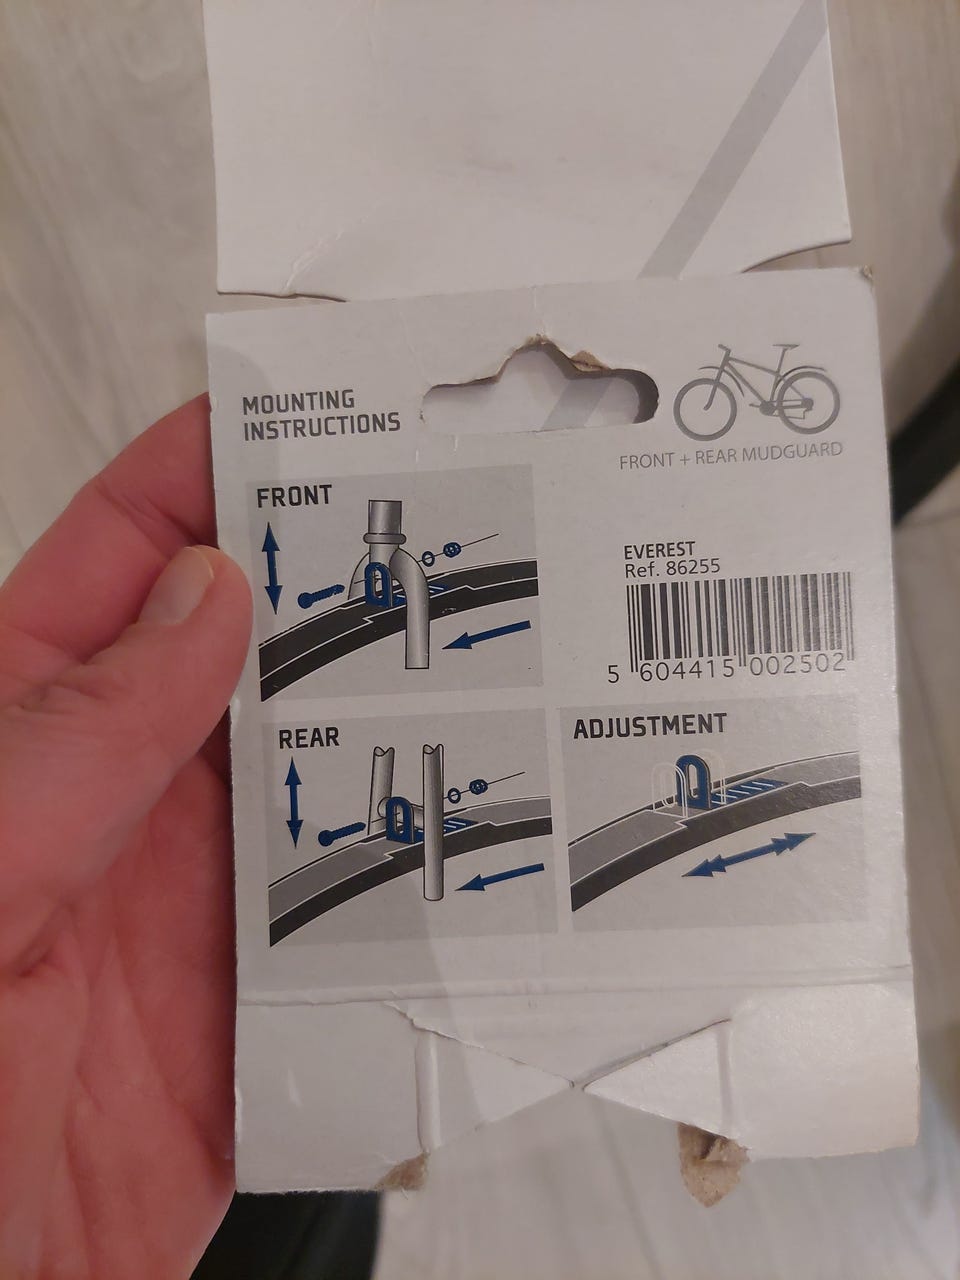 MOUNTING
INSTRUCTIONS
FRONT + REAR MUDGUARD
FRONT
EVEREST
Ref. 86255
5 604415 002502
REAR
ADJUSTMENT